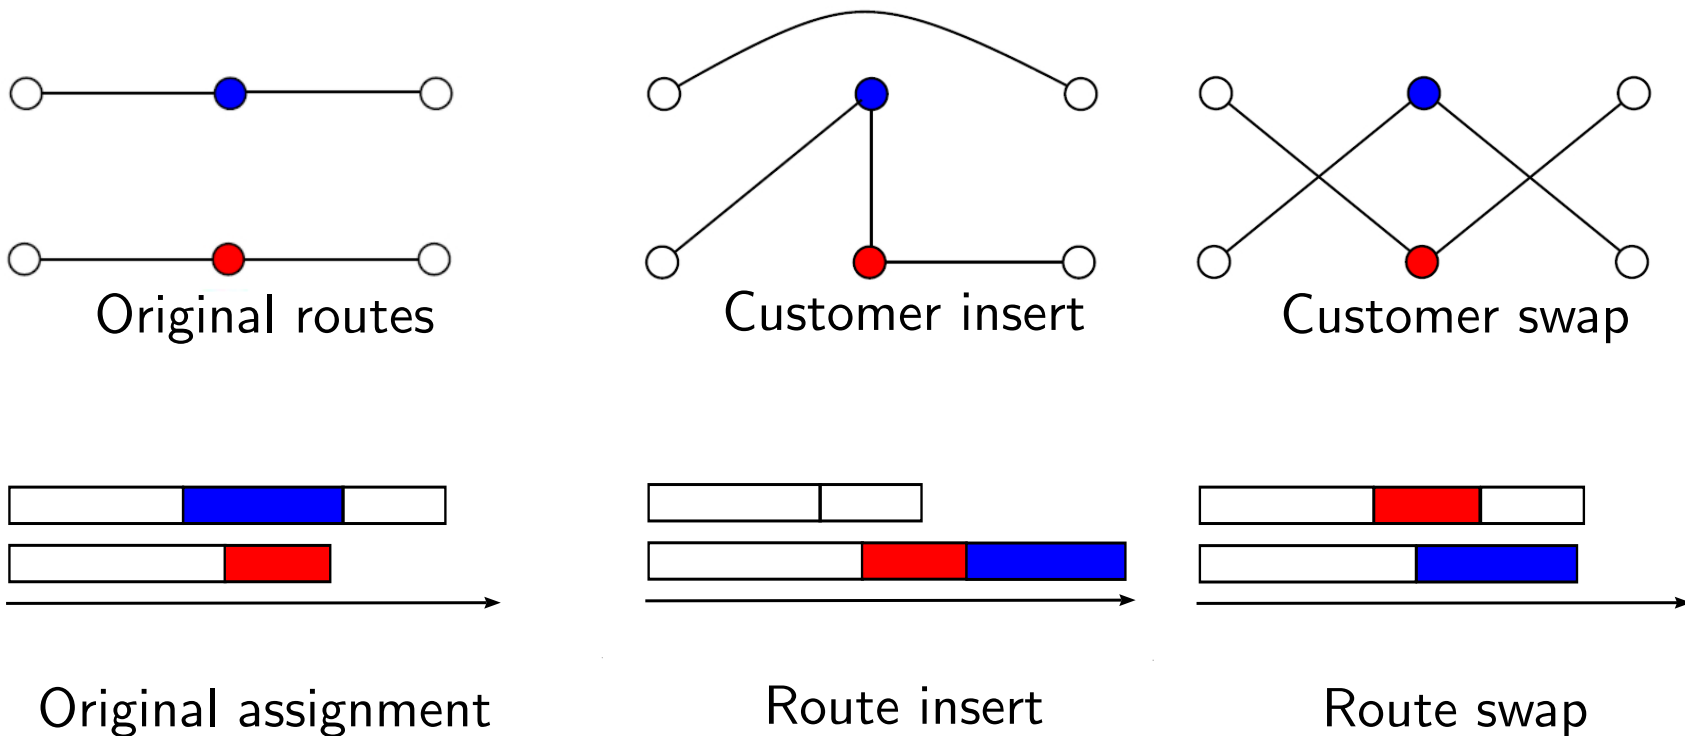 Original routes
Customer insert
Customer swap
Original assignment
Route insert
Route swap